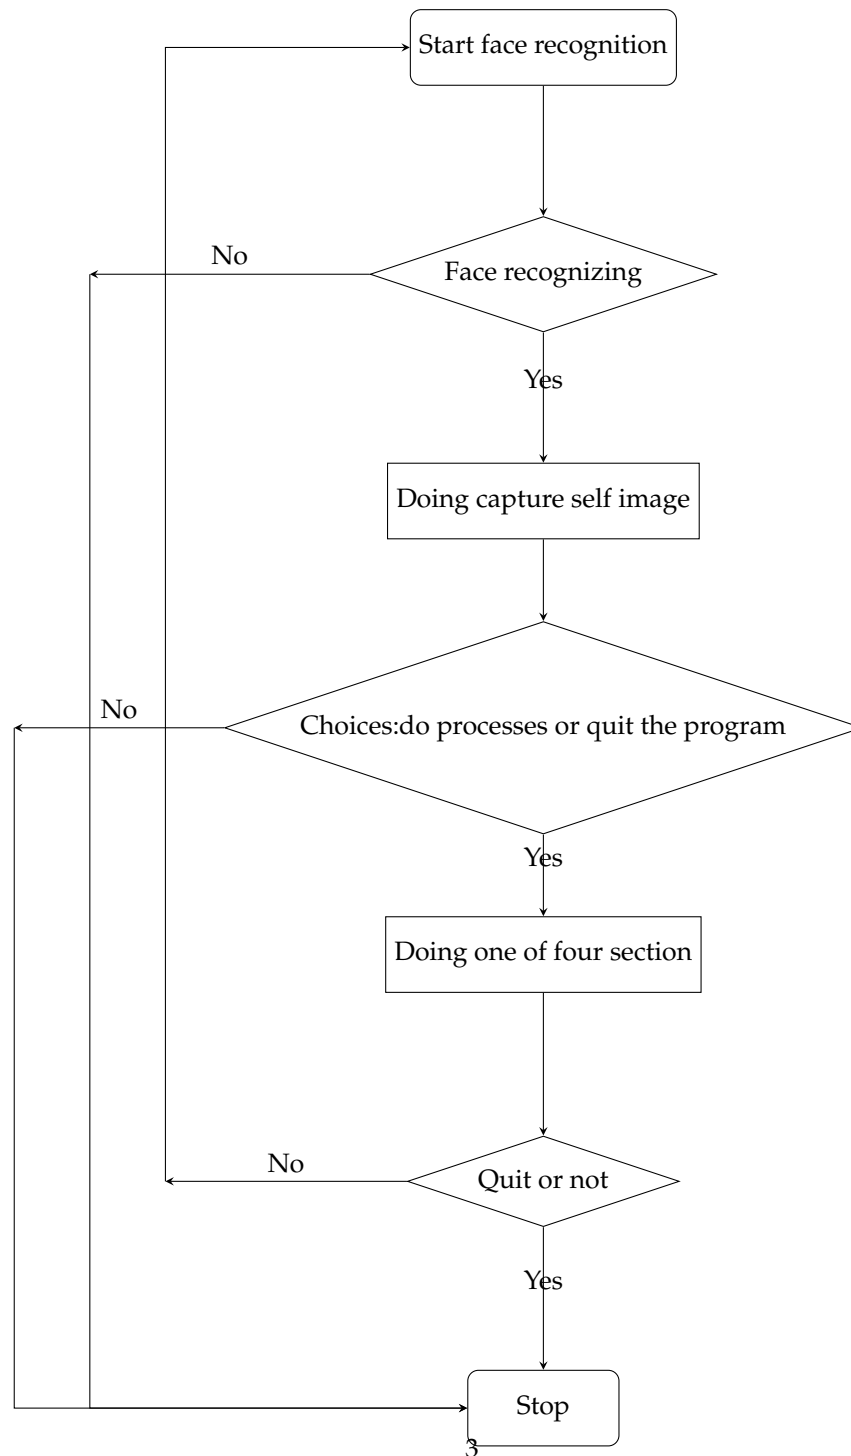 Start face recognition
Face recognizing
No
Yes
Doing capture self image
Choices:do processes or quit the program
No
Yes
Doing one of four section
Quit or not
No
Yes
Stop
3